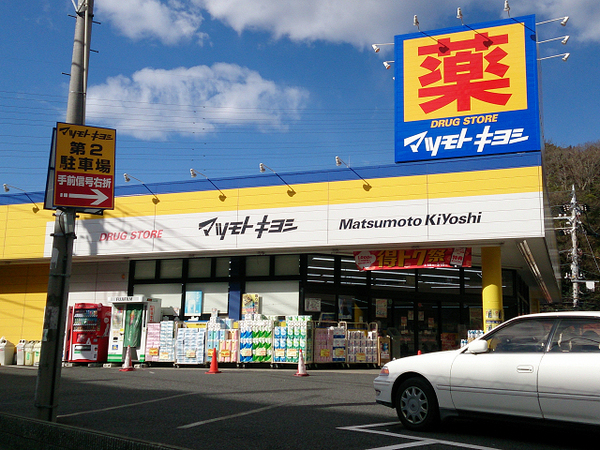 薬
DRUG STORE
マツモトキヨシ
マツモトキヨシ
第2
駐車場
手前信号右折
DRUG STORE
マツモトキヨシ
Matsumoto KiYoshi